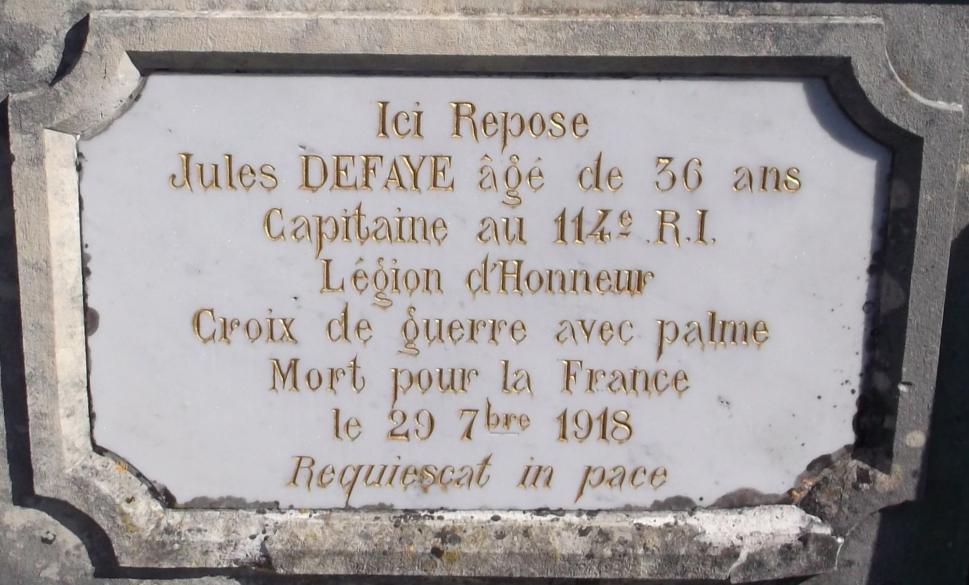 Ici Repose
Jules DEFAYE âgé de 36 ans
Capitaine au 114e R.I.
Légion d'Honneur
Croix de guerre avec palme
Mort pour la France
le 29 7bre 1918
Requiescat in pace